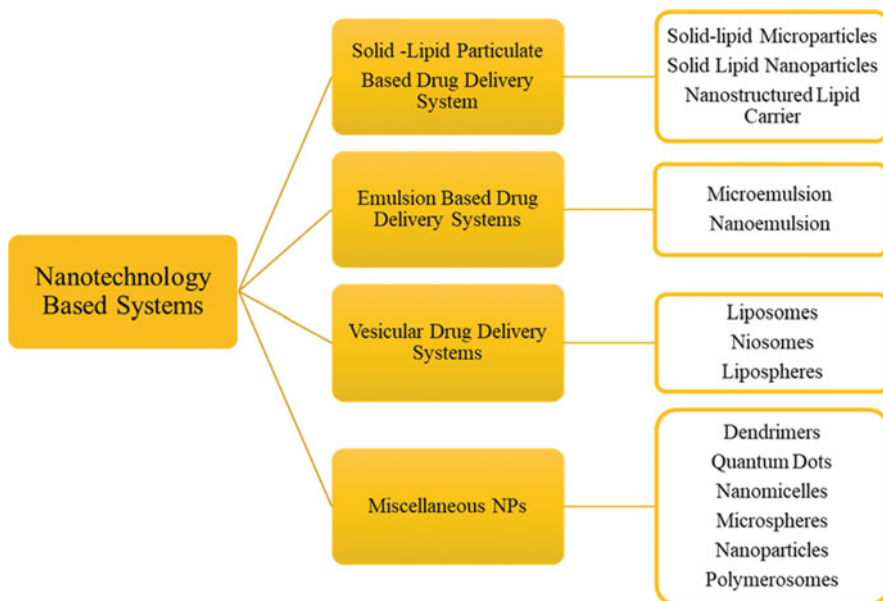 Nanotechnology
Based Systems
Solid -Lipid Particulate
Based Drug Delivery
System
Solid-lipid Microparticles
Solid Lipid Nanoparticles
Nanostructured Lipid
Carrier
Emulsion Based Drug
Delivery Systems
Microemulsion
Nanoemulsion
Vesicular Drug Delivery
Systems
Liposomes
Niosomes
Lipospheres
Miscellaneous NPs
Dendrimers
Quantum Dots
Nanomicelles
Microspheres
Nanoparticles
Polymerosomes